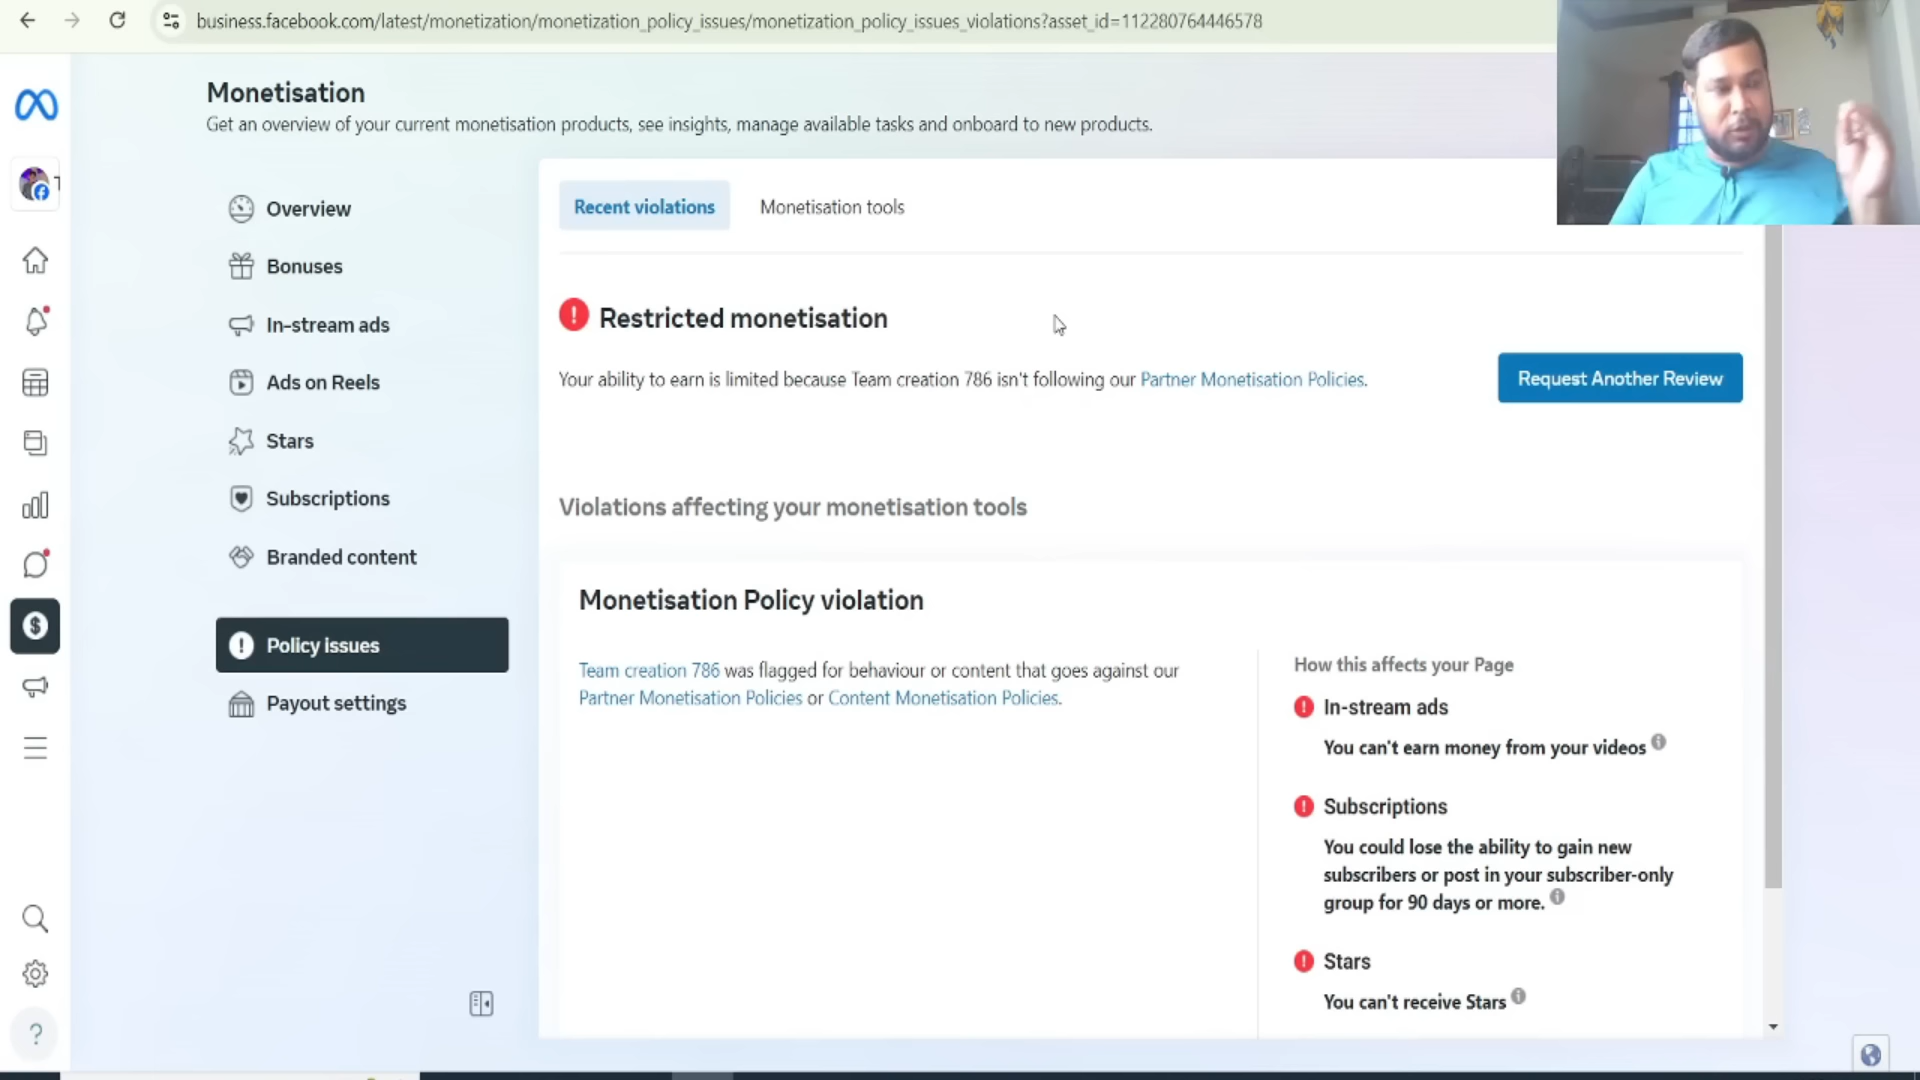 business.facebook.com/latest/monetization/monetization_policy_issues/monetization_policy_issues_violations?asset_id=112280764446578
Monetisation
Get an overview of your current monetisation products, see insights, manage available tasks and onboard to new products.
Overview
Bonuses
In-stream ads
Ads on Reels
Stars
Subscriptions
Branded content
Policy issues
Payout settings
Recent violations
Monetisation tools
Restricted monetisation
Your ability to earn is limited because Team creation 786 isn't following our Partner Monetisation Policies.
Request Another Review
Violations affecting your monetisation tools
Monetisation Policy violation
Team creation 786 was flagged for behaviour or content that goes against our
Partner Monetisation Policies or Content Monetisation Policies.
How this affects your Page
In-stream ads
You can't earn money from your videos
Subscriptions
You could lose the ability to gain new
subscribers or post in your subscriber-only
group for 90 days or more.
Stars
You can't receive Stars